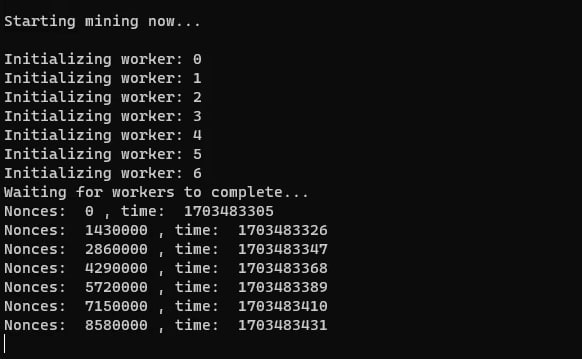 Starting mining now...
Initializing worker: 0
Initializing worker: 1
Initializing worker: 2
Initializing worker: 3
Initializing worker: 4
Initializing worker: 5
Initializing worker: 6
Waiting for workers to complete...
Nonces:  0 , time:  1703483305
Nonces:  1430000 , time:  1703483326
Nonces:  2860000 , time:  1703483347
Nonces:  4290000 , time:  1703483368
Nonces:  5720000 , time:  1703483389
Nonces:  7150000 , time:  1703483410
Nonces:  8580000 , time:  1703483431